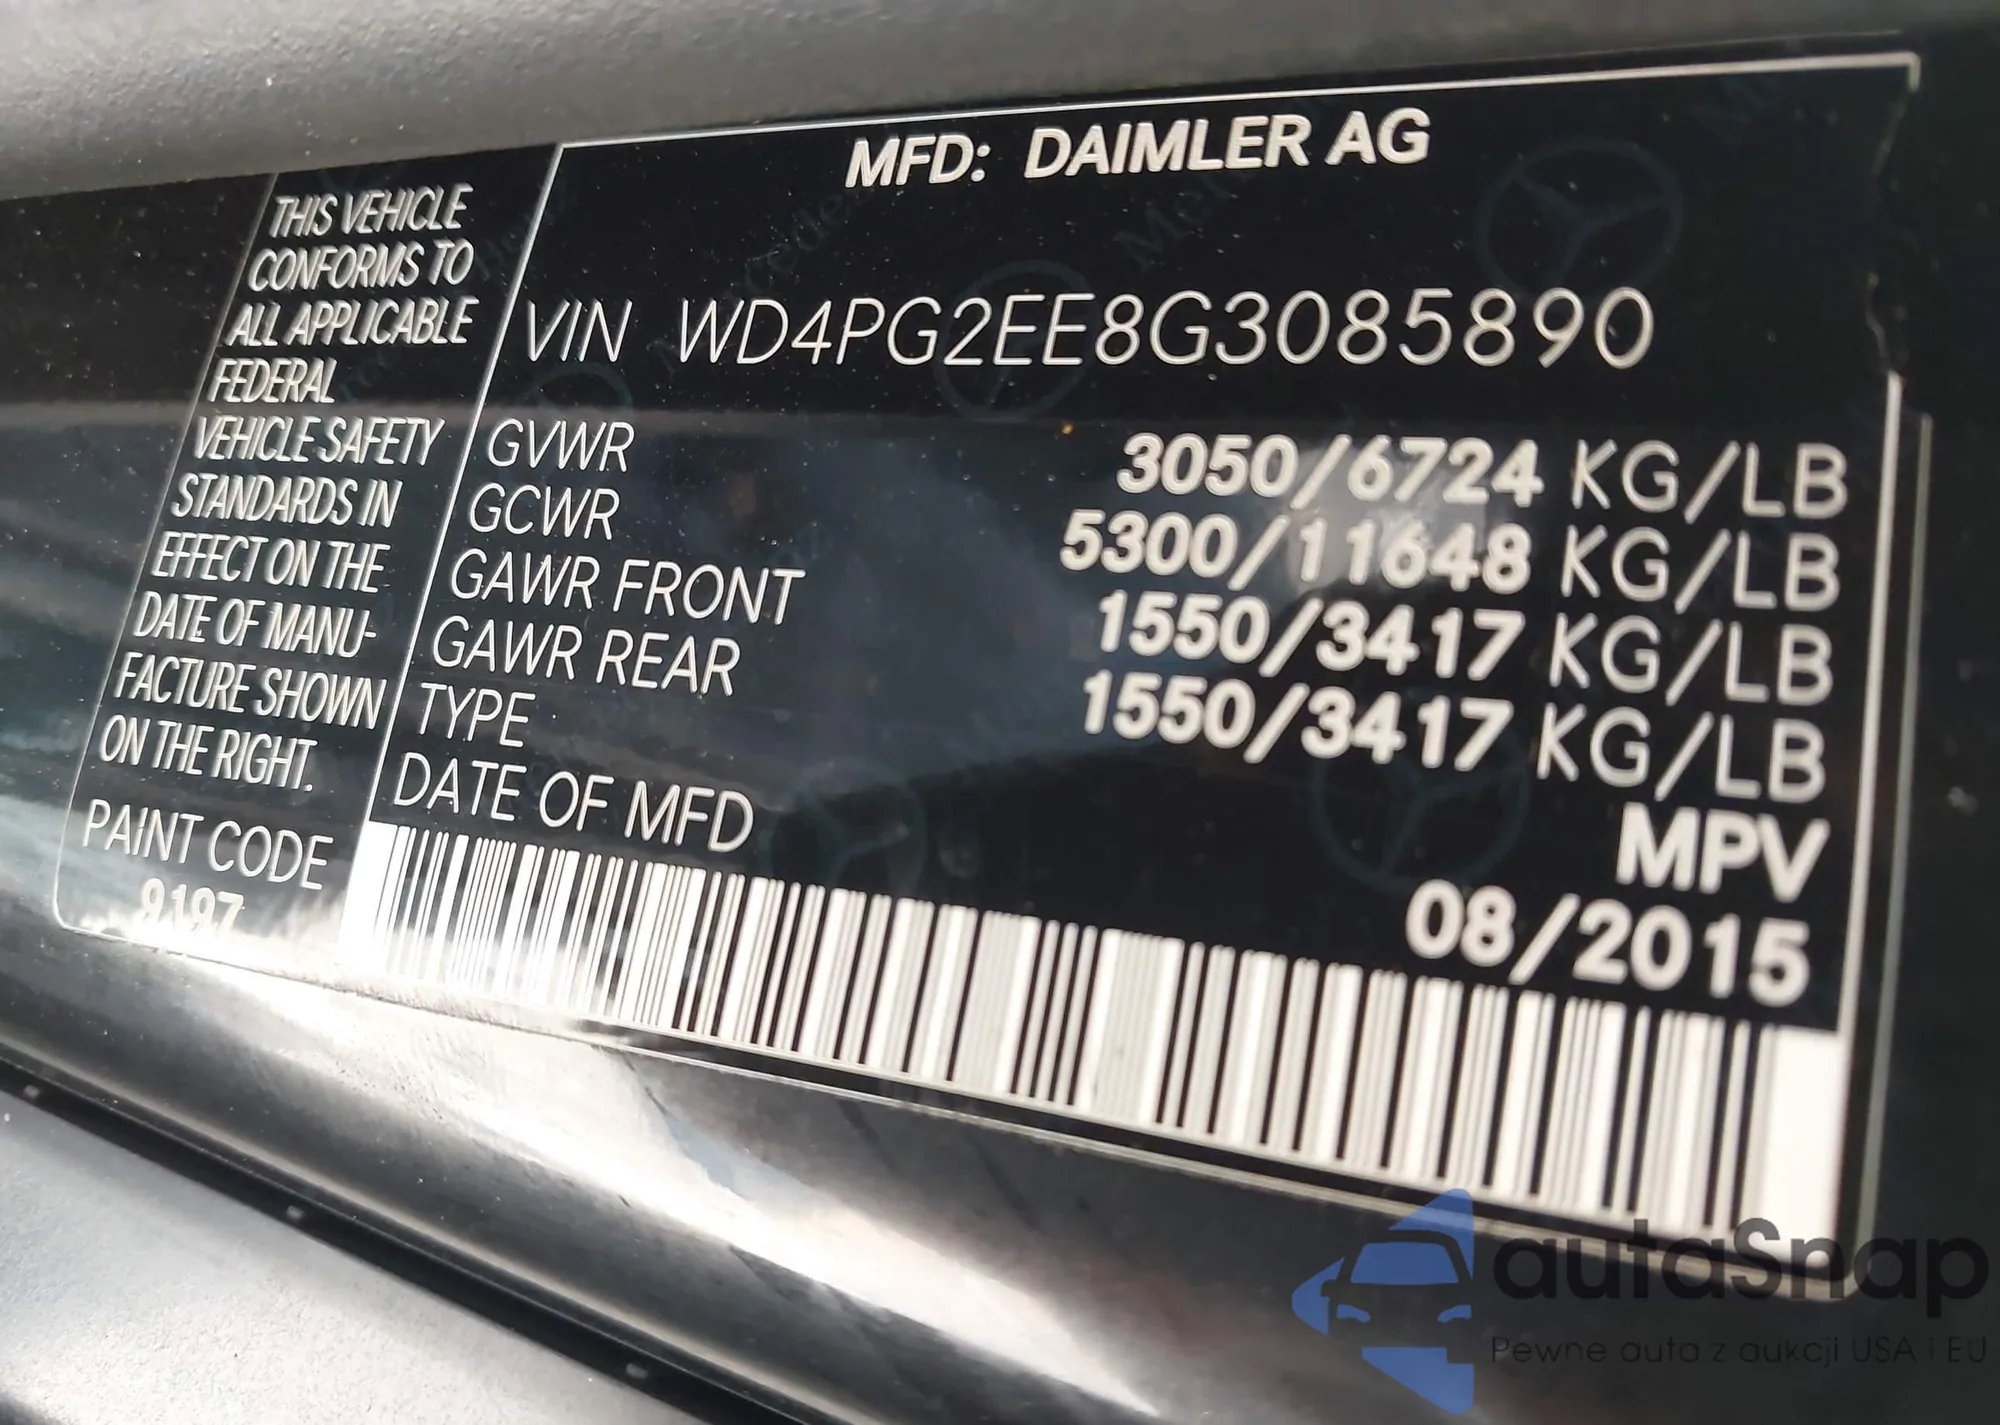 MFD: DAIMLER AG
THIS VEHICLE
CONFORMS TO
ALL APPLICABLE
FEDERAL
VEHICLE SAFETY
STANDARDS IN
EFFECT ON THE
DATE OF MANU-
FACTURE SHOWN
ON THE RIGHT.
PAINT CODE
9197
VIN WD4PG2EE8G3085890
GVWR 3050/6724 KG/LB
GCWR 5300/11648 KG/LB
GAWR FRONT 1550/3417 KG/LB
GAWR REAR 1550/3417 KG/LB
TYPE MPV
DATE OF MFD 08/2015
autaSnap
Pewne auta z aukcji USA i EU